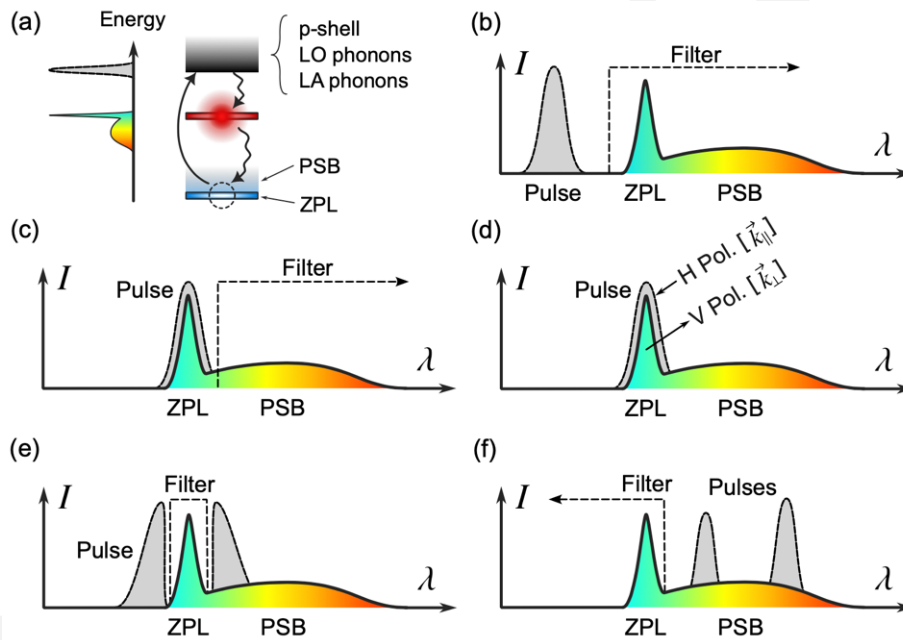 (a)
Energy
p-shell
LO phonons
LA phonons
PSB
ZPL
(b)
I
Filter
λ
Pulse
ZPL
PSB
(c)
I
Pulse
Filter
λ
ZPL
PSB
(d)
I
Pulse
H Pol. [k⃗∥]
V Pol. [k⃗⊥]
λ
ZPL
PSB
(e)
I
Filter
Pulse
λ
ZPL
PSB
(f)
I
Filter
Pulses
λ
ZPL
PSB